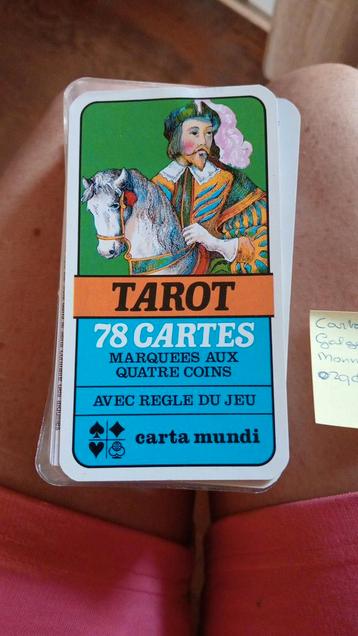 TAROT
78 CARTES
MARQUEES AUX
QUATRE COINS
AVEC REGLE DU JEU
carta mundi